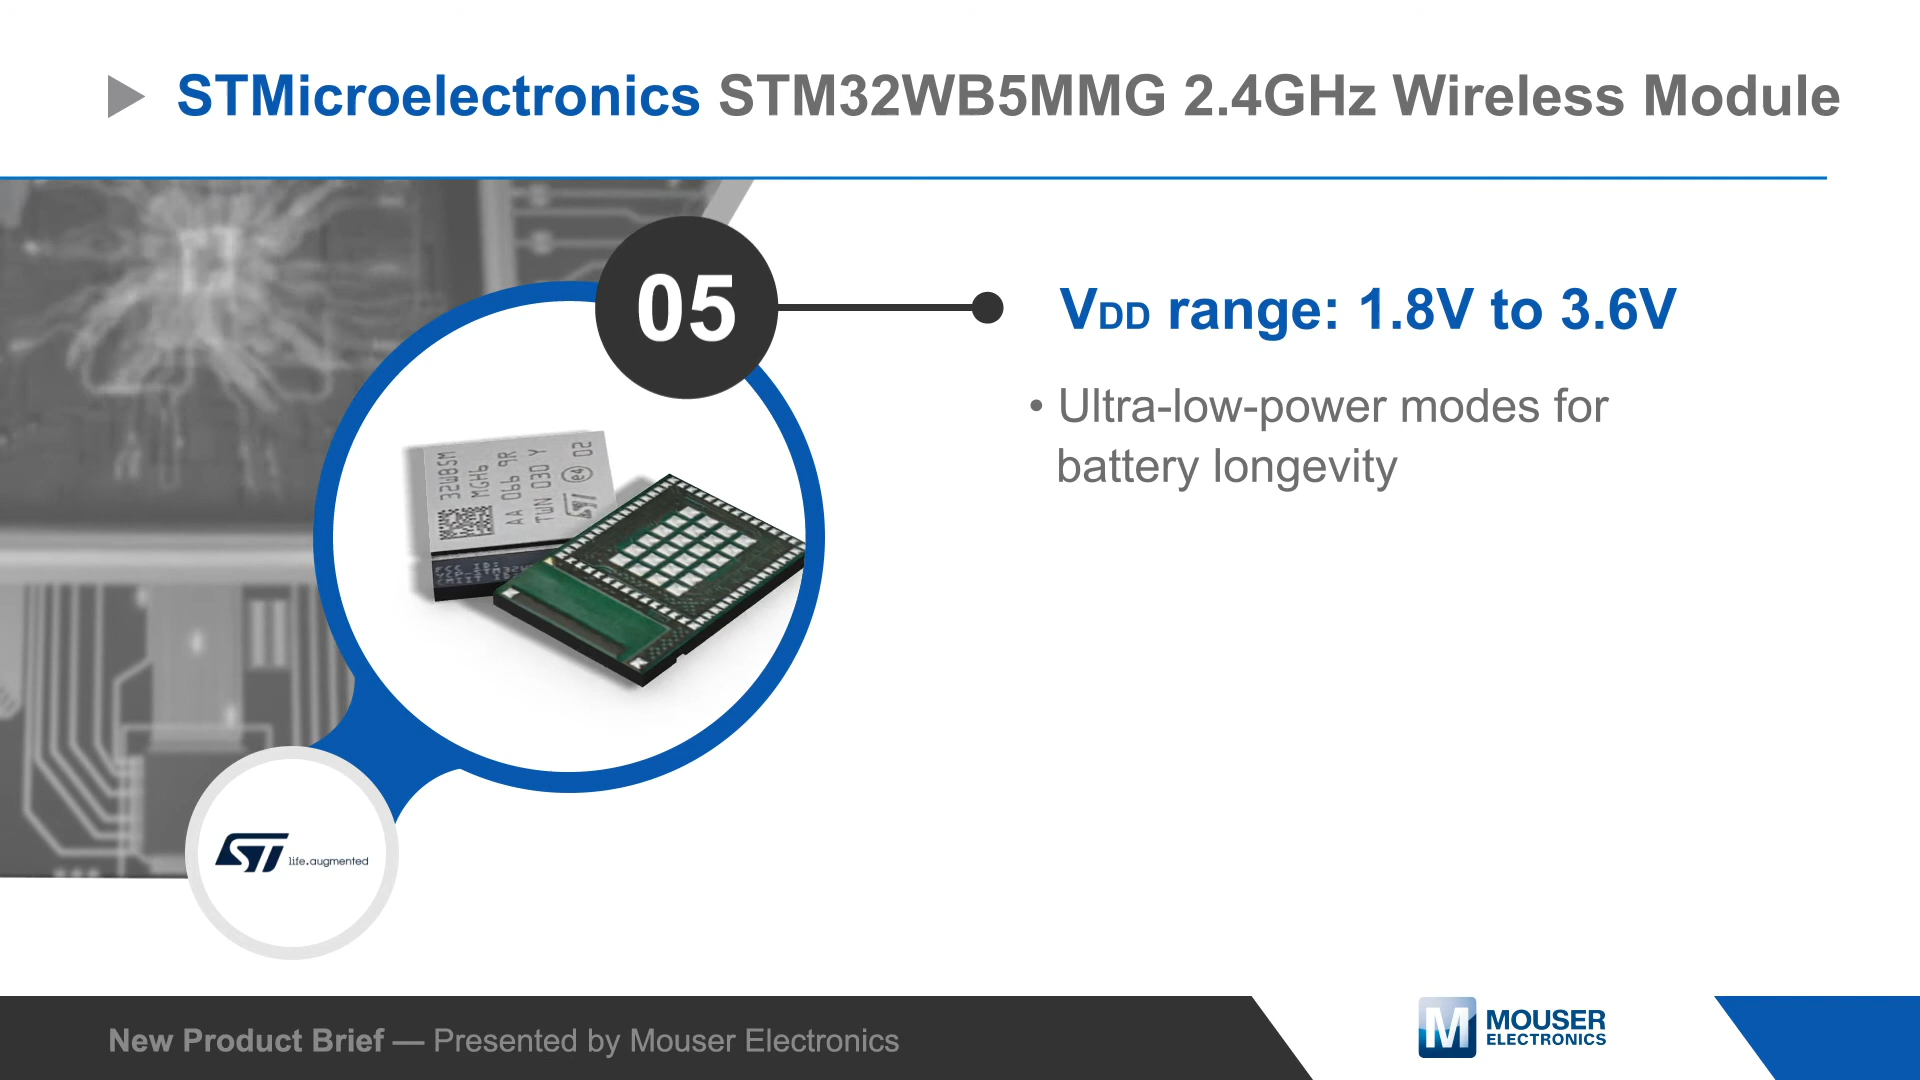 STMicroelectronics STM32WB5MMG 2.4GHz Wireless Module
05
VDD range: 1.8V to 3.6V
• Ultra-low-power modes for
battery longevity
32WB5M
MGH6
AA 066 9R
TWN 030 Y
e4 02
ST life.augmented
New Product Brief — Presented by Mouser Electronics
M MOUSER
ELECTRONICS